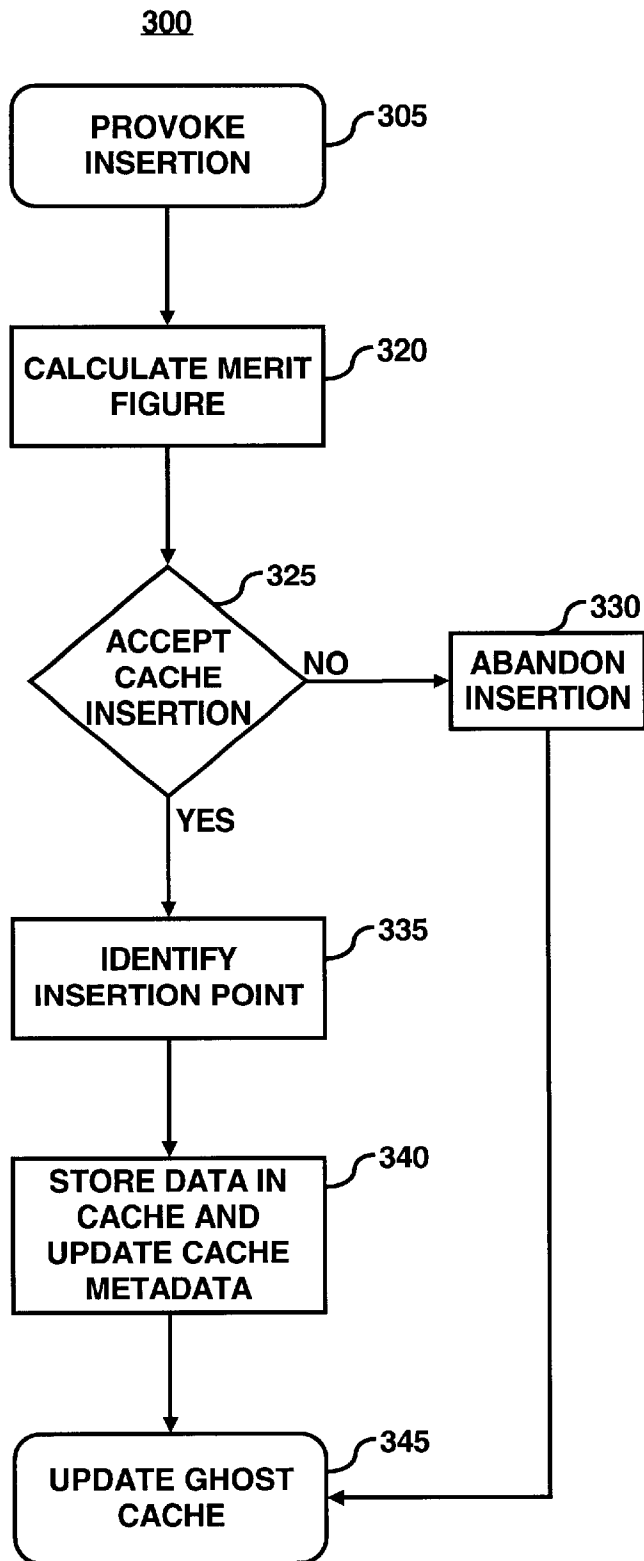 300
PROVOKE
INSERTION
305
CALCULATE MERIT
FIGURE
320
ACCEPT
CACHE
INSERTION
325
NO
330
ABANDON
INSERTION
YES
IDENTIFY
INSERTION POINT
335
STORE DATA IN
CACHE AND
UPDATE CACHE
METADATA
340
UPDATE GHOST
CACHE
345